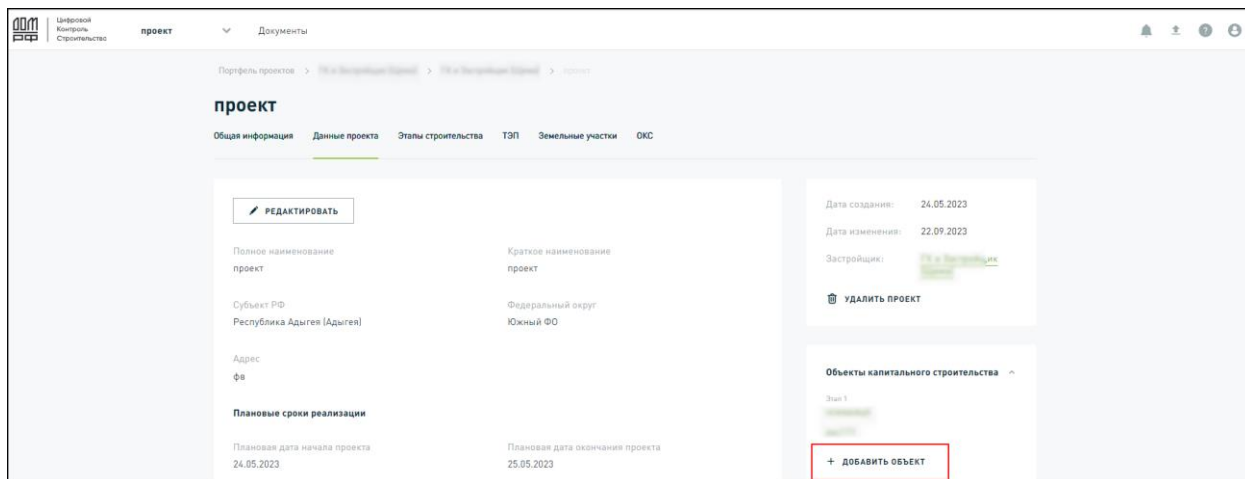 ДОМ РФ
Цифровой
Контроль
Строительство
проект
Документы
Портфель проектов > > > проект
проект
Общая информация Данные проекта Этапы строительства ТЭП Земельные участки ОКС
РЕДАКТИРОВАТЬ
Полное наименование Краткое наименование
проект проект
Субъект РФ Федеральный округ
Республика Адыгея (Адыгея) Южный ФО
Адрес
фв
Плановые сроки реализации
Плановая дата начала проекта Плановая дата окончания проекта
24.05.2023 25.05.2023
Дата создания: 24.05.2023
Дата изменения: 22.09.2023
Застройщик:
УДАЛИТЬ ПРОЕКТ
Объекты капитального строительства
Этап 1
+ ДОБАВИТЬ ОБЪЕКТ